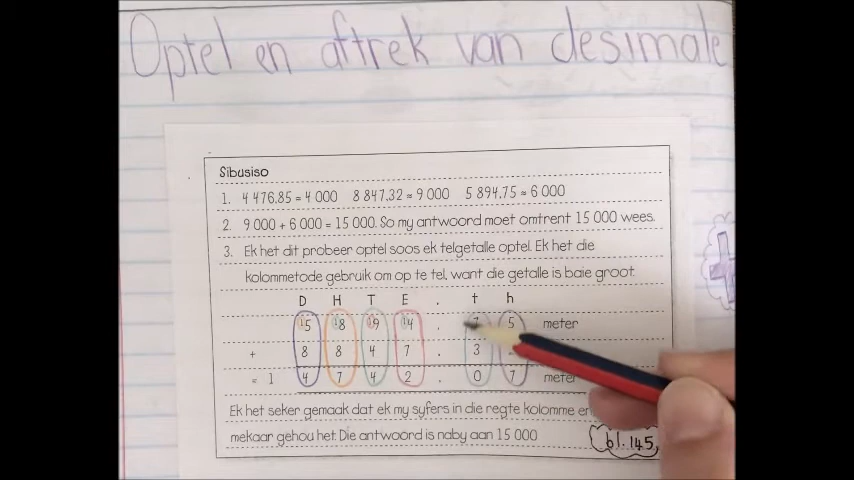 Optel en aftrek van desimale
Sibusiso
1. 4 476.85 ≈ 4 000 8 847.32 ≈ 9 000 5 894.75 ≈ 6 000
2. 9 000 + 6 000 = 15 000. So my antwoord moet omtrent 15 000 wees.
3. Ek het dit probeer optel soos ek telgetalle optel. Ek het die
kolommetode gebruik om op te tel, want die getalle is baie groot.
D H T E . t h
15 18 19 14 . 5 meter
+ 8 8 4 7 . 3
= 1 4 7 4 2 . 0 7 meter
Ek het seker gemaak dat ek my syfers in die regte kolomme en
mekaar gehou het. Die antwoord is naby aan 15 000
bl. 145